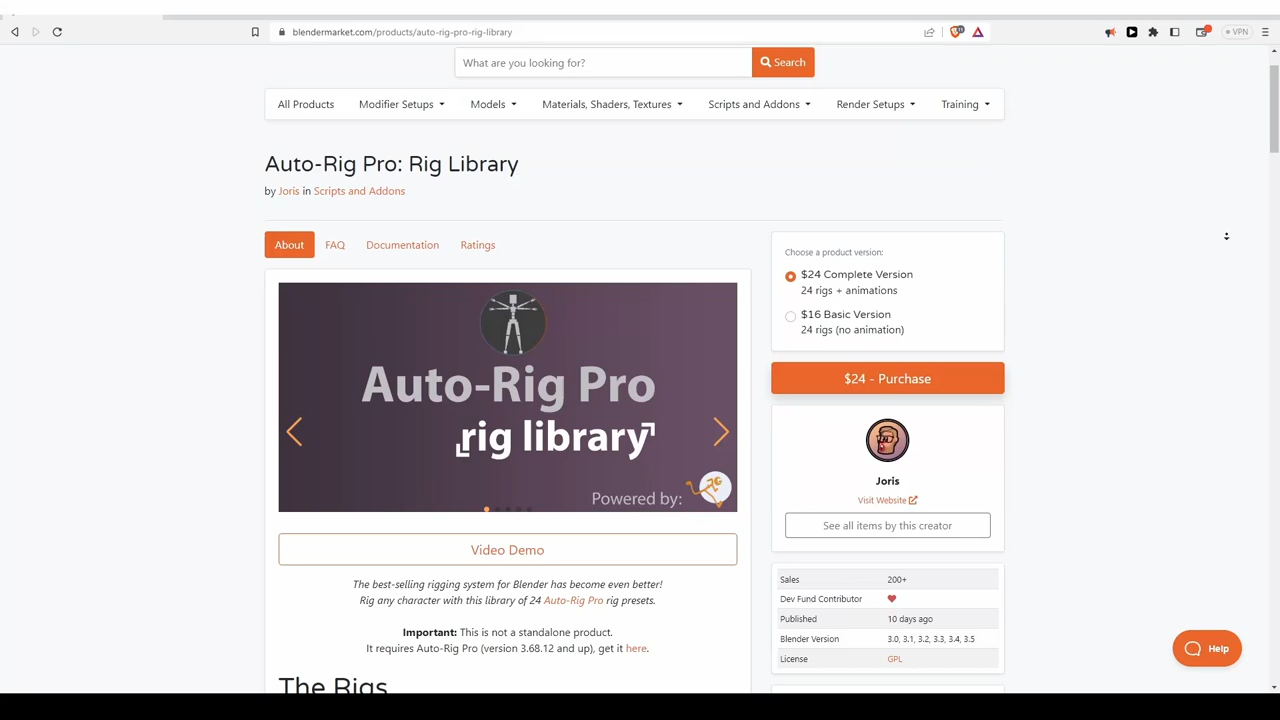 blendermarket.com/products/auto-rig-pro-rig-library
VPN
What are you looking for?
Search
All Products
Modifier Setups
Models
Materials, Shaders, Textures
Scripts and Addons
Render Setups
Training
Auto-Rig Pro: Rig Library
by Joris in Scripts and Addons
About
FAQ
Documentation
Ratings
Auto-Rig Pro
rig library
Powered by:
Video Demo
The best-selling rigging system for Blender has become even better!
Rig any character with this library of 24 Auto-Rig Pro rig presets.
Important: This is not a standalone product.
It requires Auto-Rig Pro (version 3.68.12 and up), get it here.
The Rigs
Choose a product version:
$24 Complete Version
24 rigs + animations
$16 Basic Version
24 rigs (no animation)
$24 - Purchase
Joris
Visit Website
See all items by this creator
Sales 200+
Dev Fund Contributor
Published 10 days ago
Blender Version 3.0, 3.1, 3.2, 3.3, 3.4, 3.5
License GPL
Help